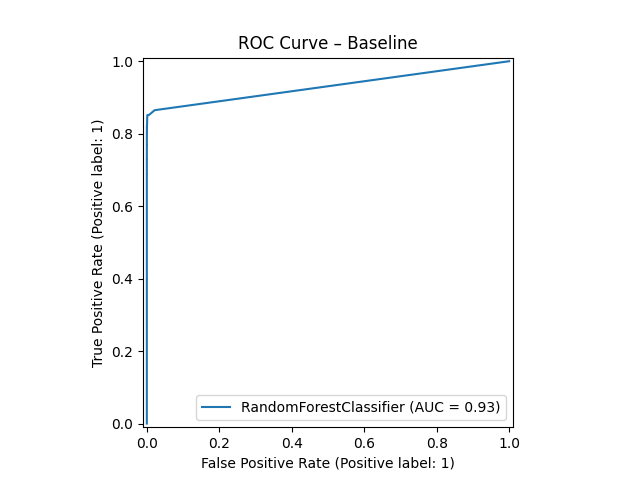 ROC Curve – Baseline
1.0
0.8
0.6
0.4
0.2
0.0
True Positive Rate (Positive label: 1)
RandomForestClassifier (AUC = 0.93)
0.0 0.2 0.4 0.6 0.8 1.0
False Positive Rate (Positive label: 1)